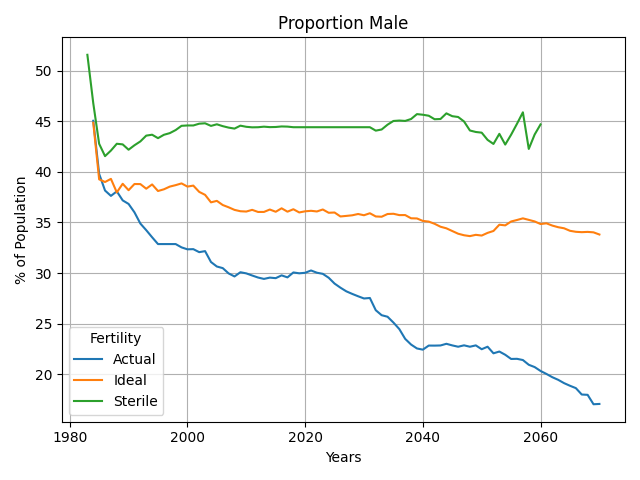 Proportion Male
% of Population
50
45
40
35
30
25
20
Fertility
Actual
Ideal
Sterile
1980
2000
2020
2040
2060
Years